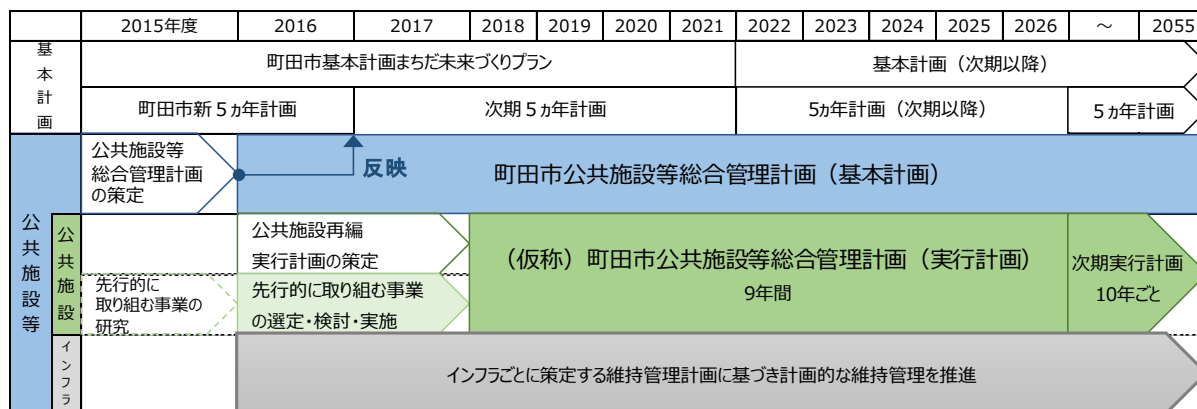 2015年度 2016 2017 2018 2019 2020 2021 2022 2023 2024 2025 2026 ～ 2055
基本計画
町田市基本計画まちだ未来づくりプラン
基本計画（次期以降）
町田市新５ヵ年計画
次期５ヵ年計画
5ヵ年計画（次期以降）
５ヵ年計画
公共施設等
公共施設等
総合管理計画
の策定
反映
町田市公共施設等総合管理計画（基本計画）
公共施設
公共施設再編
実行計画の策定
（仮称）町田市公共施設等総合管理計画（実行計画）
9年間
次期実行計画
10年ごと
先行的に
取り組む事業の
研究
先行的に取り組む事業
の選定・検討・実施
インフラ
インフラごとに策定する維持管理計画に基づき計画的な維持管理を推進